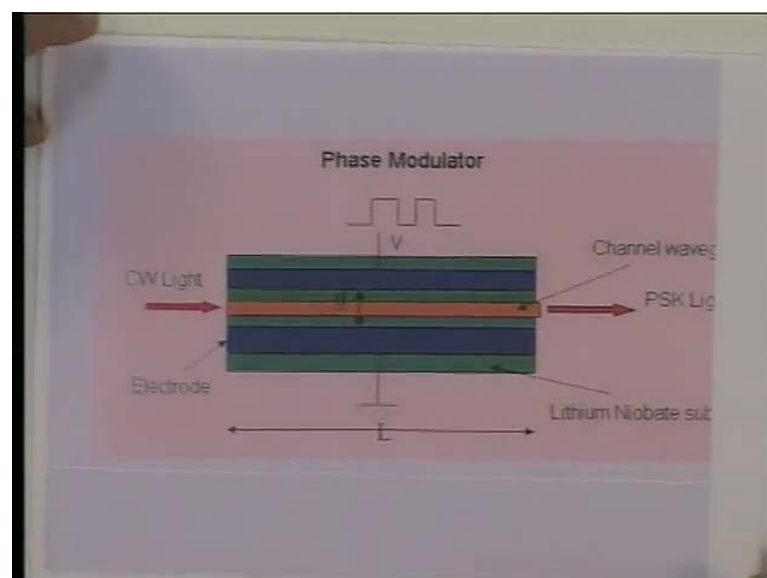 Phase Modulator
V
Channel waveg
CW Light
d
PSK Lig
Electrode
Lithium Niobate sub
L